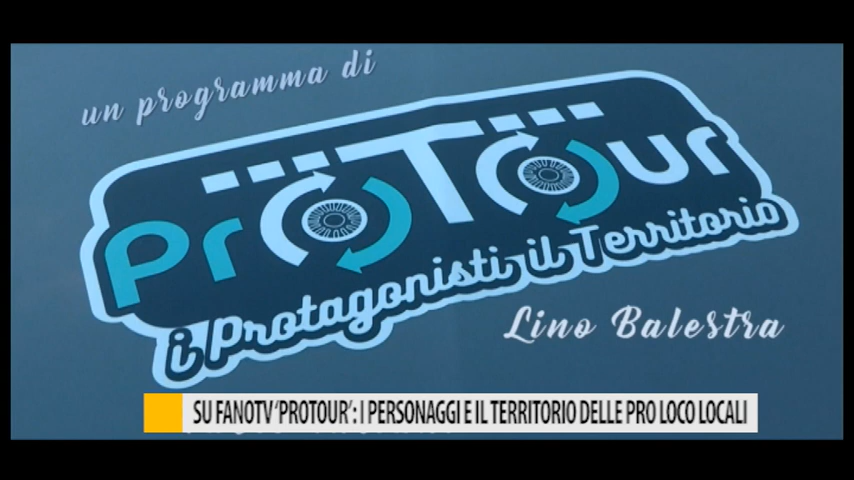 un programma di
ProTour
i Protagonisti il Territorio
Lino Balestra
SU FANOTV 'PROTOUR': I PERSONAGGI E IL TERRITORIO DELLE PRO LOCO LOCALI